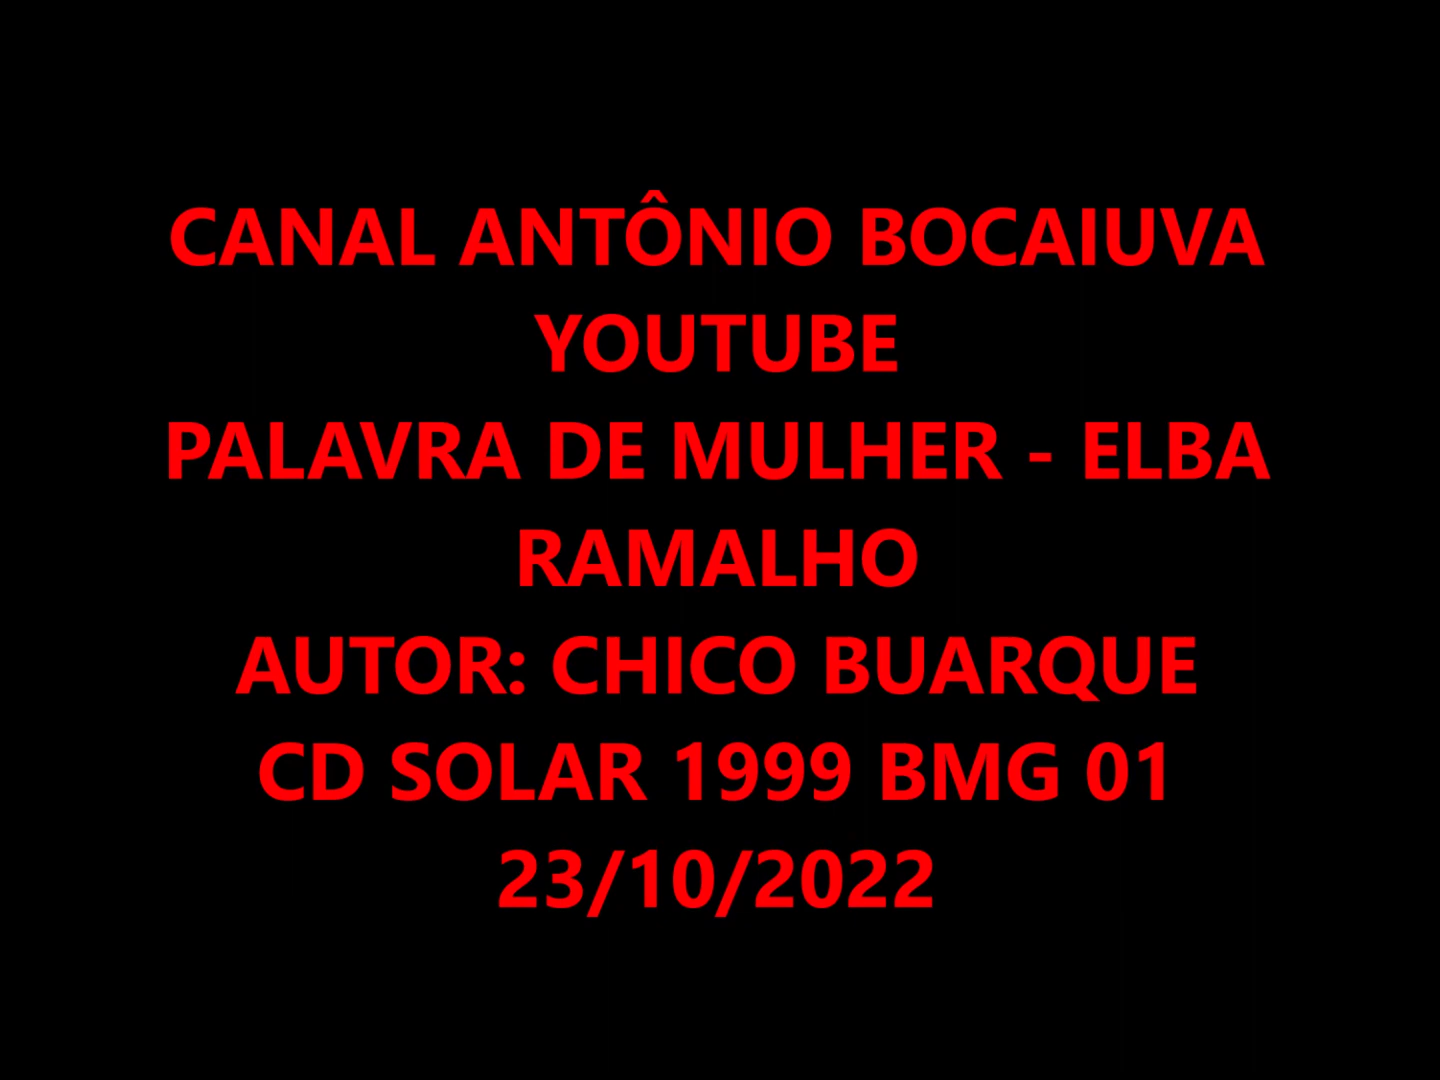 CANAL ANTÔNIO BOCAIUVA
YOUTUBE
PALAVRA DE MULHER - ELBA
RAMALHO
AUTOR: CHICO BUARQUE
CD SOLAR 1999 BMG 01
23/10/2022